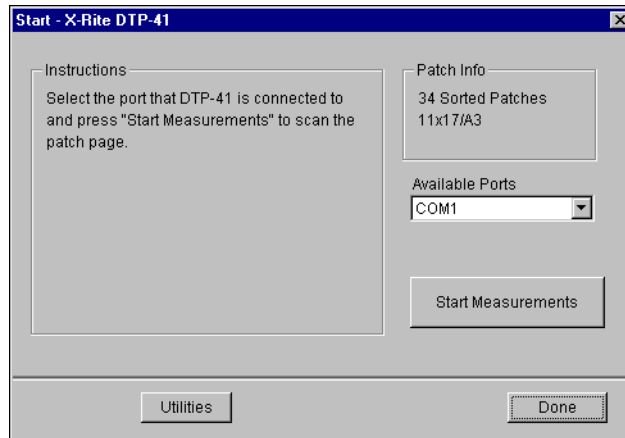 Start - X-Rite DTP-41
Instructions
Select the port that DTP-41 is connected to
and press "Start Measurements" to scan the
patch page.
Patch Info
34 Sorted Patches
11x17/A3
Available Ports
COM1
Start Measurements
Utilities
Done